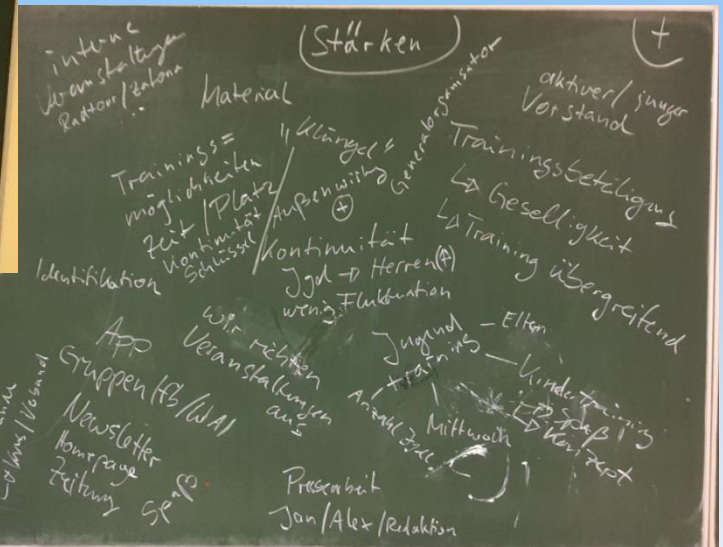 Stärken
+
interne
Veranstaltungen
Radtour /
...
Material
"Klüngel"
Außenwirkung
+
Generalorganisator
aktiver / junger
Vorstand
Trainings=
möglichkeiten
Zeit / Platz
Kontinuität
Schlüssel
Trainingsbeteiligung
↳ Geselligkeit
↳ Training übergreifend
Kontinuität
Jgd → Herren (↑)
wenig Fluktuation
Identifikation
wir richten
Veranstaltungen
aus
Jugend
training
- Eltern
- Kindertraining
↳ Spaß
↳ Konzept
Mittwoch
App
Gruppen (FB/WA)
Newsletter
Homepage
Zeitung
Spaß
Pressearbeit
Jan / Alex / Redaktion